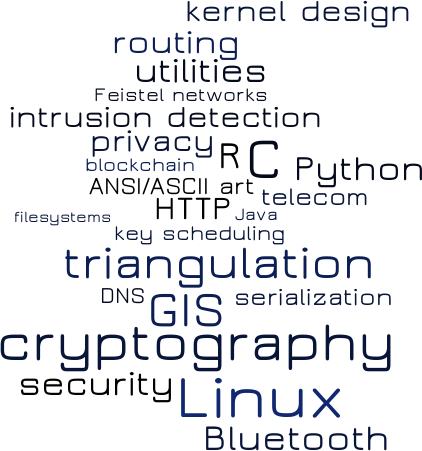 kernel design
routing
utilities
Feistel networks
intrusion detection
privacy R C Python
blockchain
ANSI/ASCII art telecom
HTTP Java
filesystems
key scheduling
triangulation
DNS GIS serialization
cryptography
security Linux
Bluetooth